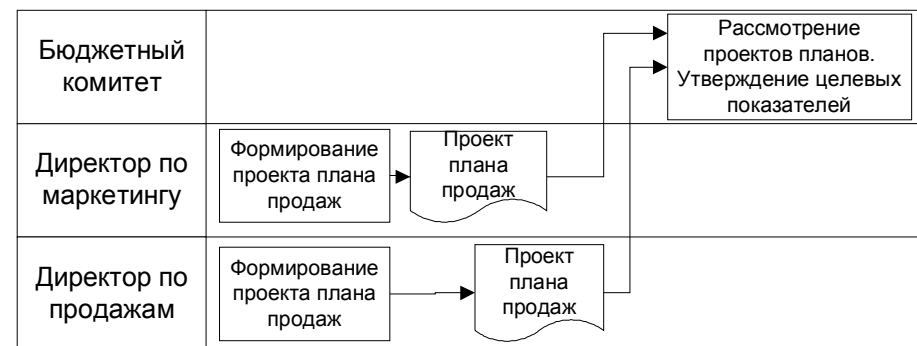 Бюджетный
комитет
Рассмотрение
проектов планов.
Утверждение целевых
показателей
Директор по
маркетингу
Формирование
проекта плана
продаж
Проект
плана
продаж
Директор по
продажам
Формирование
проекта плана
продаж
Проект
плана
продаж